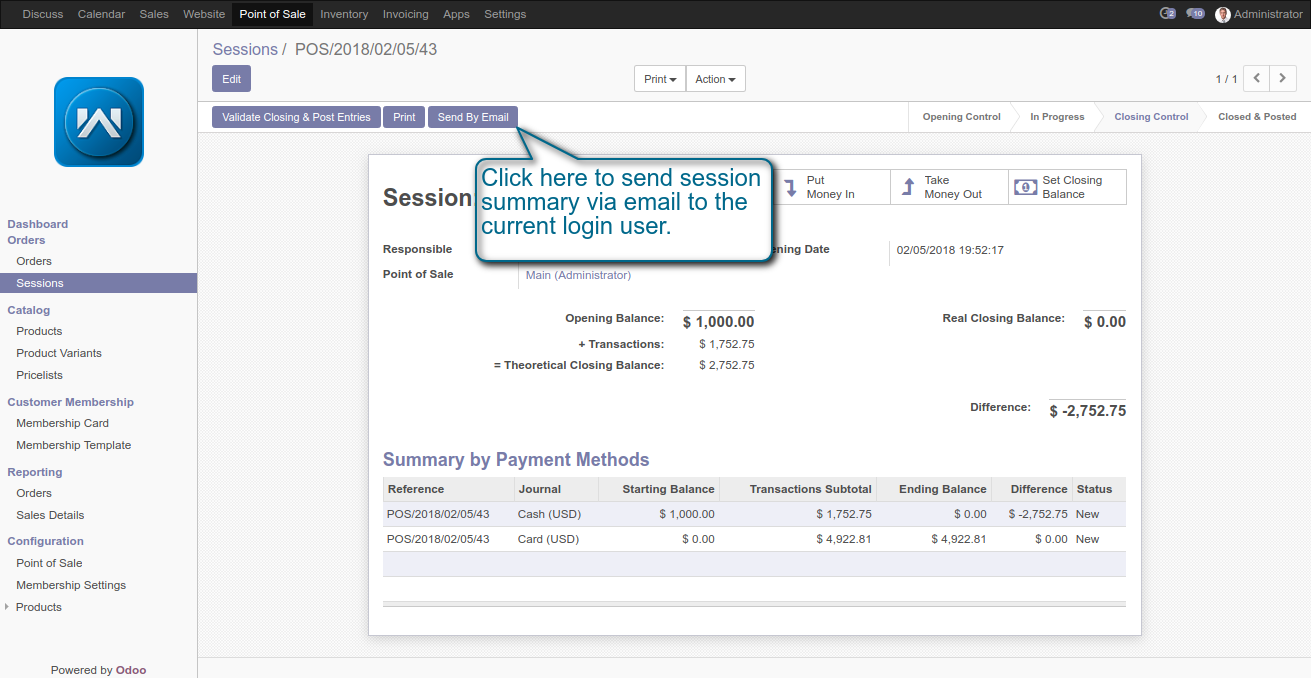 Discuss Calendar Sales Website Point of Sale Inventory Invoicing Apps Settings 2 10 Administrator
Sessions / POS/2018/02/05/43
Edit Print Action 1 / 1
Validate Closing & Post Entries Print Send By Email Opening Control In Progress Closing Control Closed & Posted
W
Dashboard
Orders
Orders
Sessions
Catalog
Products
Product Variants
Pricelists
Customer Membership
Membership Card
Membership Template
Reporting
Orders
Sales Details
Configuration
Point of Sale
Membership Settings
Products
Powered by Odoo
Click here to send session
summary via email to the
current login user.
Session
Put
Money In
Take
Money Out
Set Closing
Balance
Responsible
ening Date 02/05/2018 19:52:17
Point of Sale Main (Administrator)
Opening Balance: $ 1,000.00 Real Closing Balance: $ 0.00
+ Transactions: $ 1,752.75
= Theoretical Closing Balance: $ 2,752.75
Difference: $ -2,752.75
Summary by Payment Methods
Reference Journal Starting Balance Transactions Subtotal Ending Balance Difference Status
POS/2018/02/05/43 Cash (USD) $ 1,000.00 $ 1,752.75 $ 0.00 $ -2,752.75 New
POS/2018/02/05/43 Card (USD) $ 0.00 $ 4,922.81 $ 4,922.81 $ 0.00 New